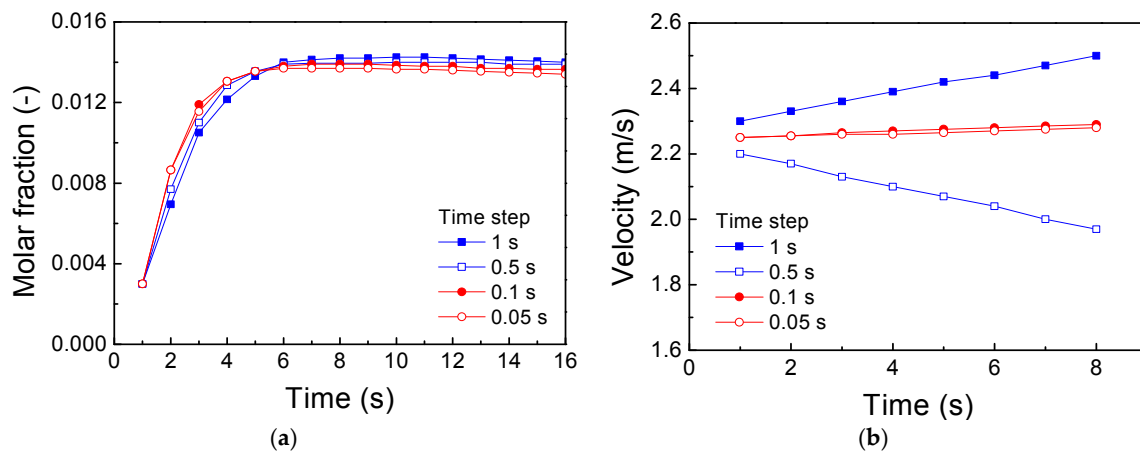 0.016
0.012
0.008
0.004
0.000
Molar fraction (-)
Time step
1 s
0.5 s
0.1 s
0.05 s
0 2 4 6 8 10 12 14 16
Time (s)
(a)
2.6
2.4
2.2
2.0
1.8
1.6
Velocity (m/s)
Time step
1 s
0.5 s
0.1 s
0.05 s
0 2 4 6 8
Time (s)
(b)